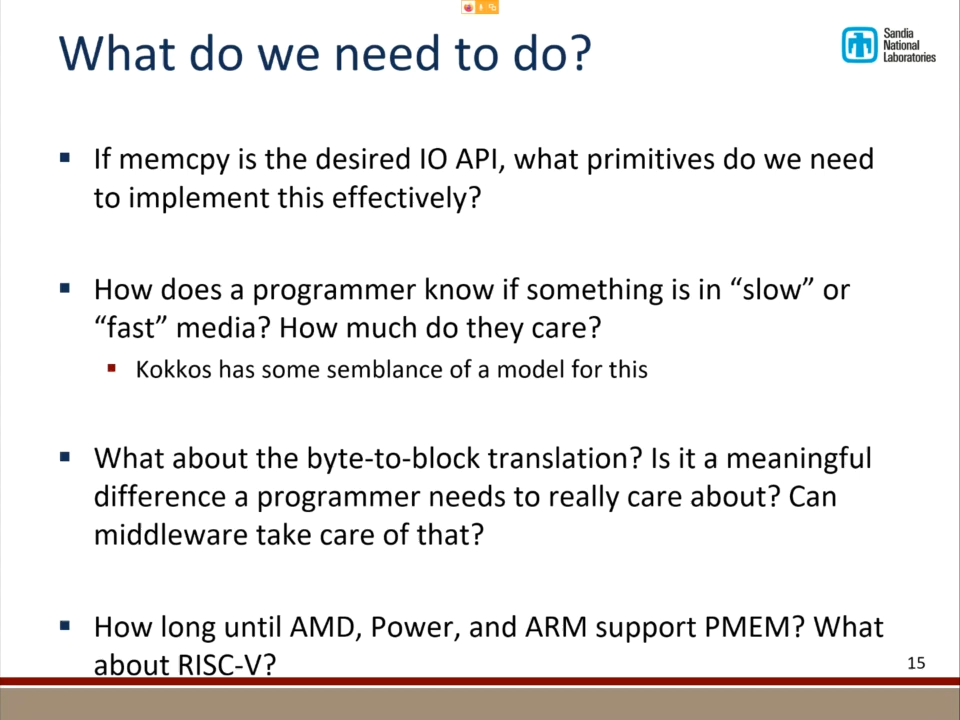 What do we need to do?
Sandia
National
Laboratories
▪ If memcpy is the desired IO API, what primitives do we need
to implement this effectively?
▪ How does a programmer know if something is in “slow” or
“fast” media? How much do they care?
▪ Kokkos has some semblance of a model for this
▪ What about the byte-to-block translation? Is it a meaningful
difference a programmer needs to really care about? Can
middleware take care of that?
▪ How long until AMD, Power, and ARM support PMEM? What
about RISC-V?
15